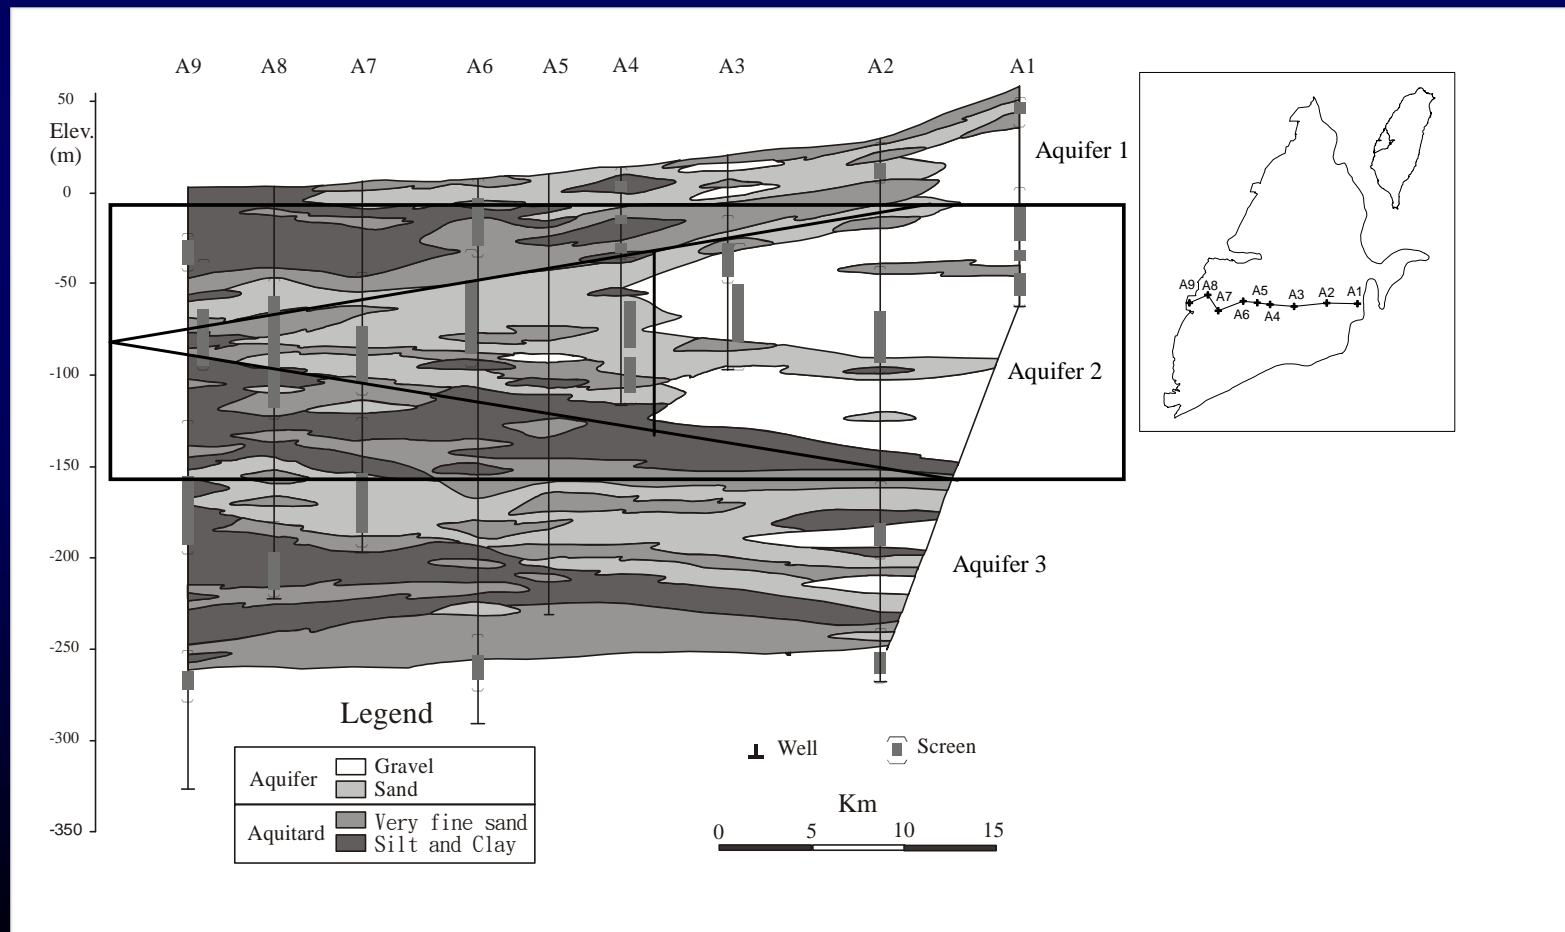 A9 A8 A7 A6 A5 A4 A3 A2 A1
50
Elev.
(m)
0
-50
-100
-150
-200
-250
-300
-350
Aquifer 1
Aquifer 2
Aquifer 3
A9 A8 A7 A6 A5 A4 A3 A2 A1
Legend
Aquifer
Gravel
Sand
Aquitard
Very fine sand
Silt and Clay
Well
Screen
Km
0 5 10 15